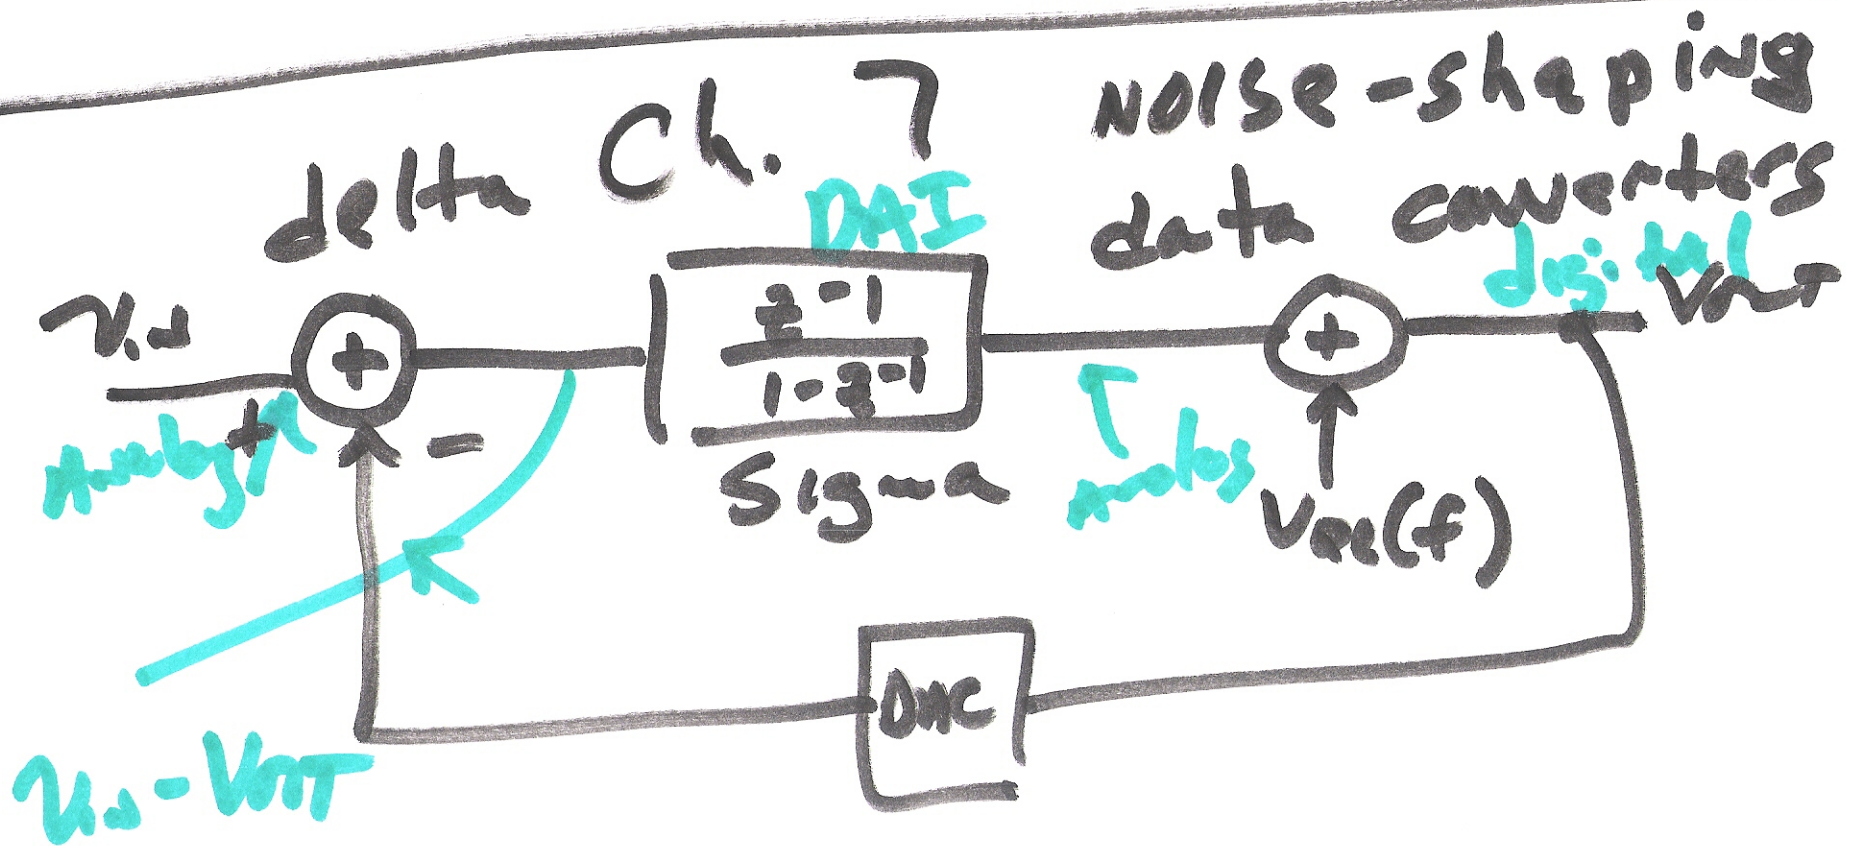 Ch. 7 Noise-shaping
data converters
delta
DAI
digital
Vin
+
z^-1
1-z^-1
+
Vout
+
-
Analog
Sigma
Analog
VQe(f)
DAC
Vin-Vout